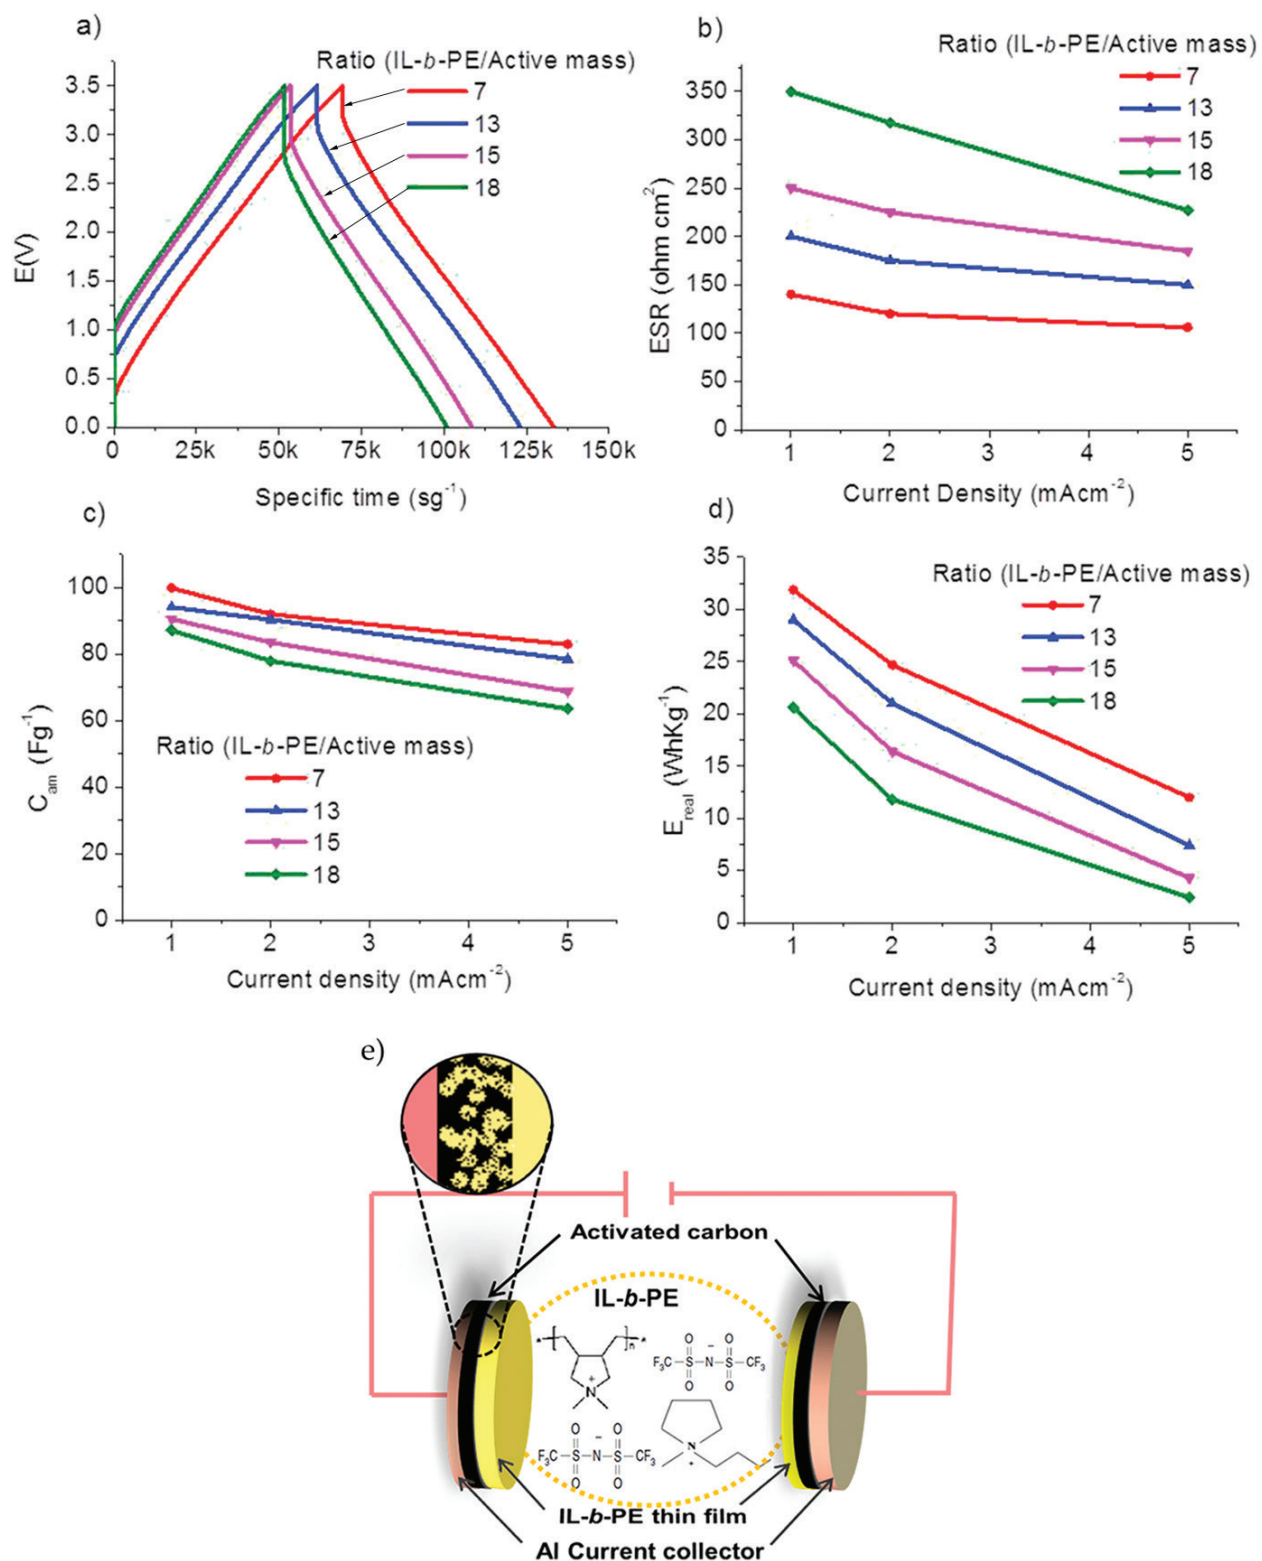 a)
Ratio (IL-b-PE/Active mass)
7
13
15
18
3.5
3.0
2.5
2.0
1.5
1.0
0.5
0.0
E(V)
0 25k 50k 75k 100k 125k 150k
Specific time (sg⁻¹)
b)
Ratio (IL-b-PE/Active mass)
7
13
15
18
350
300
250
200
150
100
50
0
ESR (ohm cm²)
1 2 3 4 5
Current Density (mAcm⁻²)
c)
100
80
60
40
20
0
C_am (Fg⁻¹)
Ratio (IL-b-PE/Active mass)
7
13
15
18
1 2 3 4 5
Current density (mAcm⁻²)
d)
Ratio (IL-b-PE/Active mass)
7
13
15
18
35
30
25
20
15
10
5
0
E_real (WhKg⁻¹)
1 2 3 4 5
Current density (mAcm⁻²)
e)
Activated carbon
IL-b-PE
* [ ]n *
+
N
O O
−
F₃C S N S CF₃
O O
O O
−
F₃C S N S CF₃
O O
N
+
IL-b-PE thin film
Al Current collector